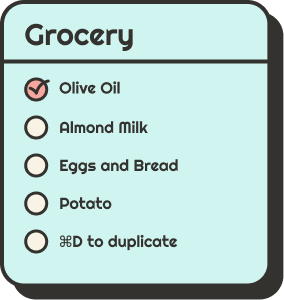 Grocery
Olive Oil
Almond Milk
Eggs and Bread
Potato
⌘D to duplicate